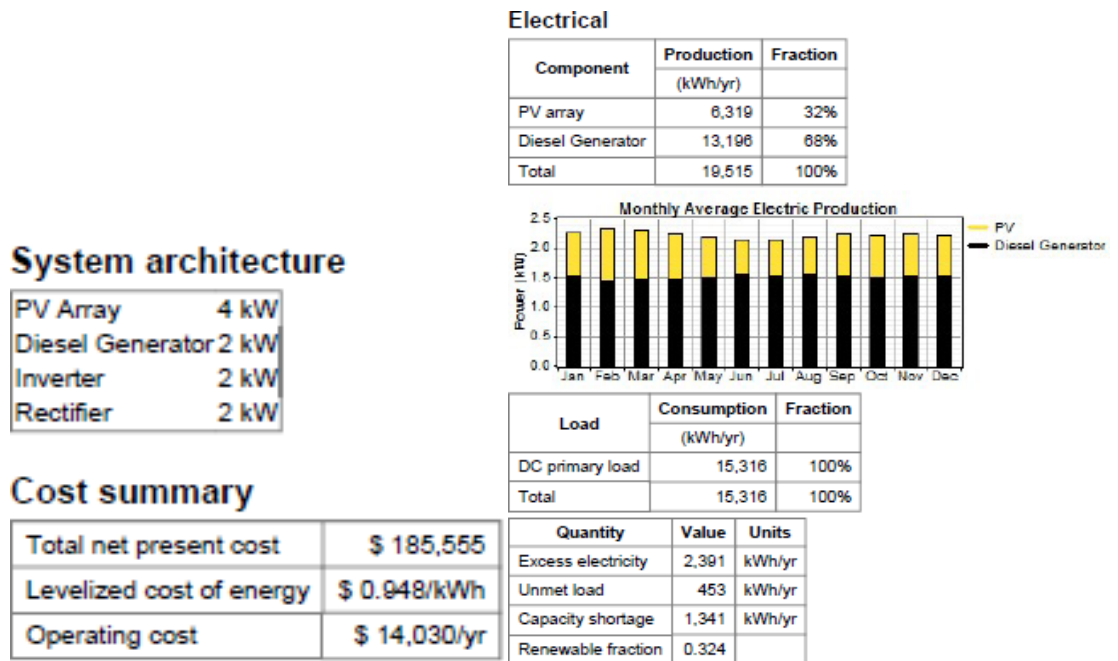 System architecture
PV Array 4 kW
Diesel Generator 2 kW
Inverter 2 kW
Rectifier 2 kW
Cost summary
Total net present cost $ 185,555
Levelized cost of energy $ 0.948/kWh
Operating cost $ 14,030/yr
Electrical
Component Production Fraction
(kWh/yr)
PV array 6,319 32%
Diesel Generator 13,196 68%
Total 19,515 100%
Monthly Average Electric Production
Power (kW)
2.5
2.0
1.5
1.0
0.5
0.0
Jan Feb Mar Apr May Jun Jul Aug Sep Oct Nov Dec
PV
Diesel Generator
Load Consumption Fraction
(kWh/yr)
DC primary load 15,316 100%
Total 15,316 100%
Quantity Value Units
Excess electricity 2,391 kWh/yr
Unmet load 453 kWh/yr
Capacity shortage 1,341 kWh/yr
Renewable fraction 0.324